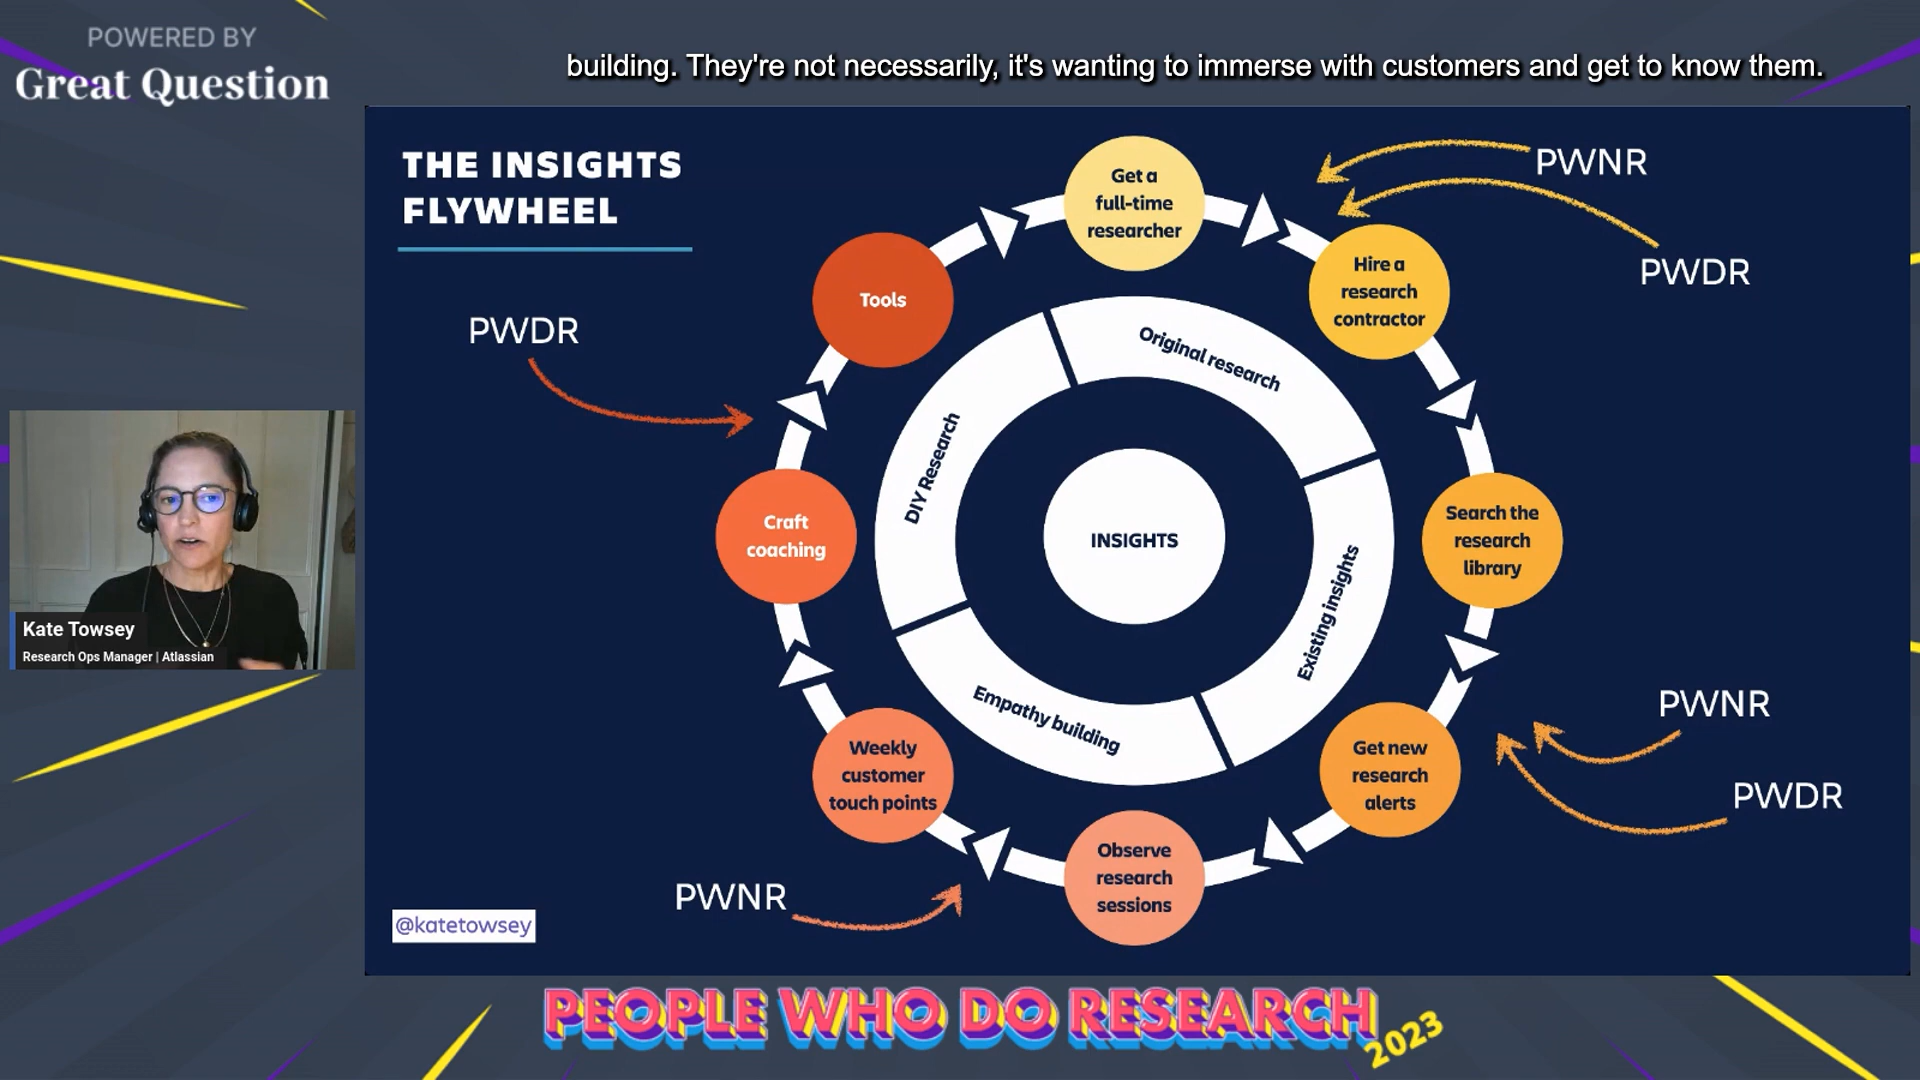 POWERED BY
Great Question
building. They're not necessarily, it's wanting to immerse with customers and get to know them.
THE INSIGHTS
FLYWHEEL
Get a
full-time
researcher
PWNR
PWDR
Hire a
research
contractor
Tools
PWDR
Original research
DIY Research
INSIGHTS
Existing insights
Empathy building
Craft
coaching
Search the
research
library
Weekly
customer
touch points
Get new
research
alerts
PWNR
PWDR
Observe
research
sessions
PWNR
@katetowsey
Kate Towsey
Research Ops Manager | Atlassian
PEOPLE WHO DO RESEARCH
2023